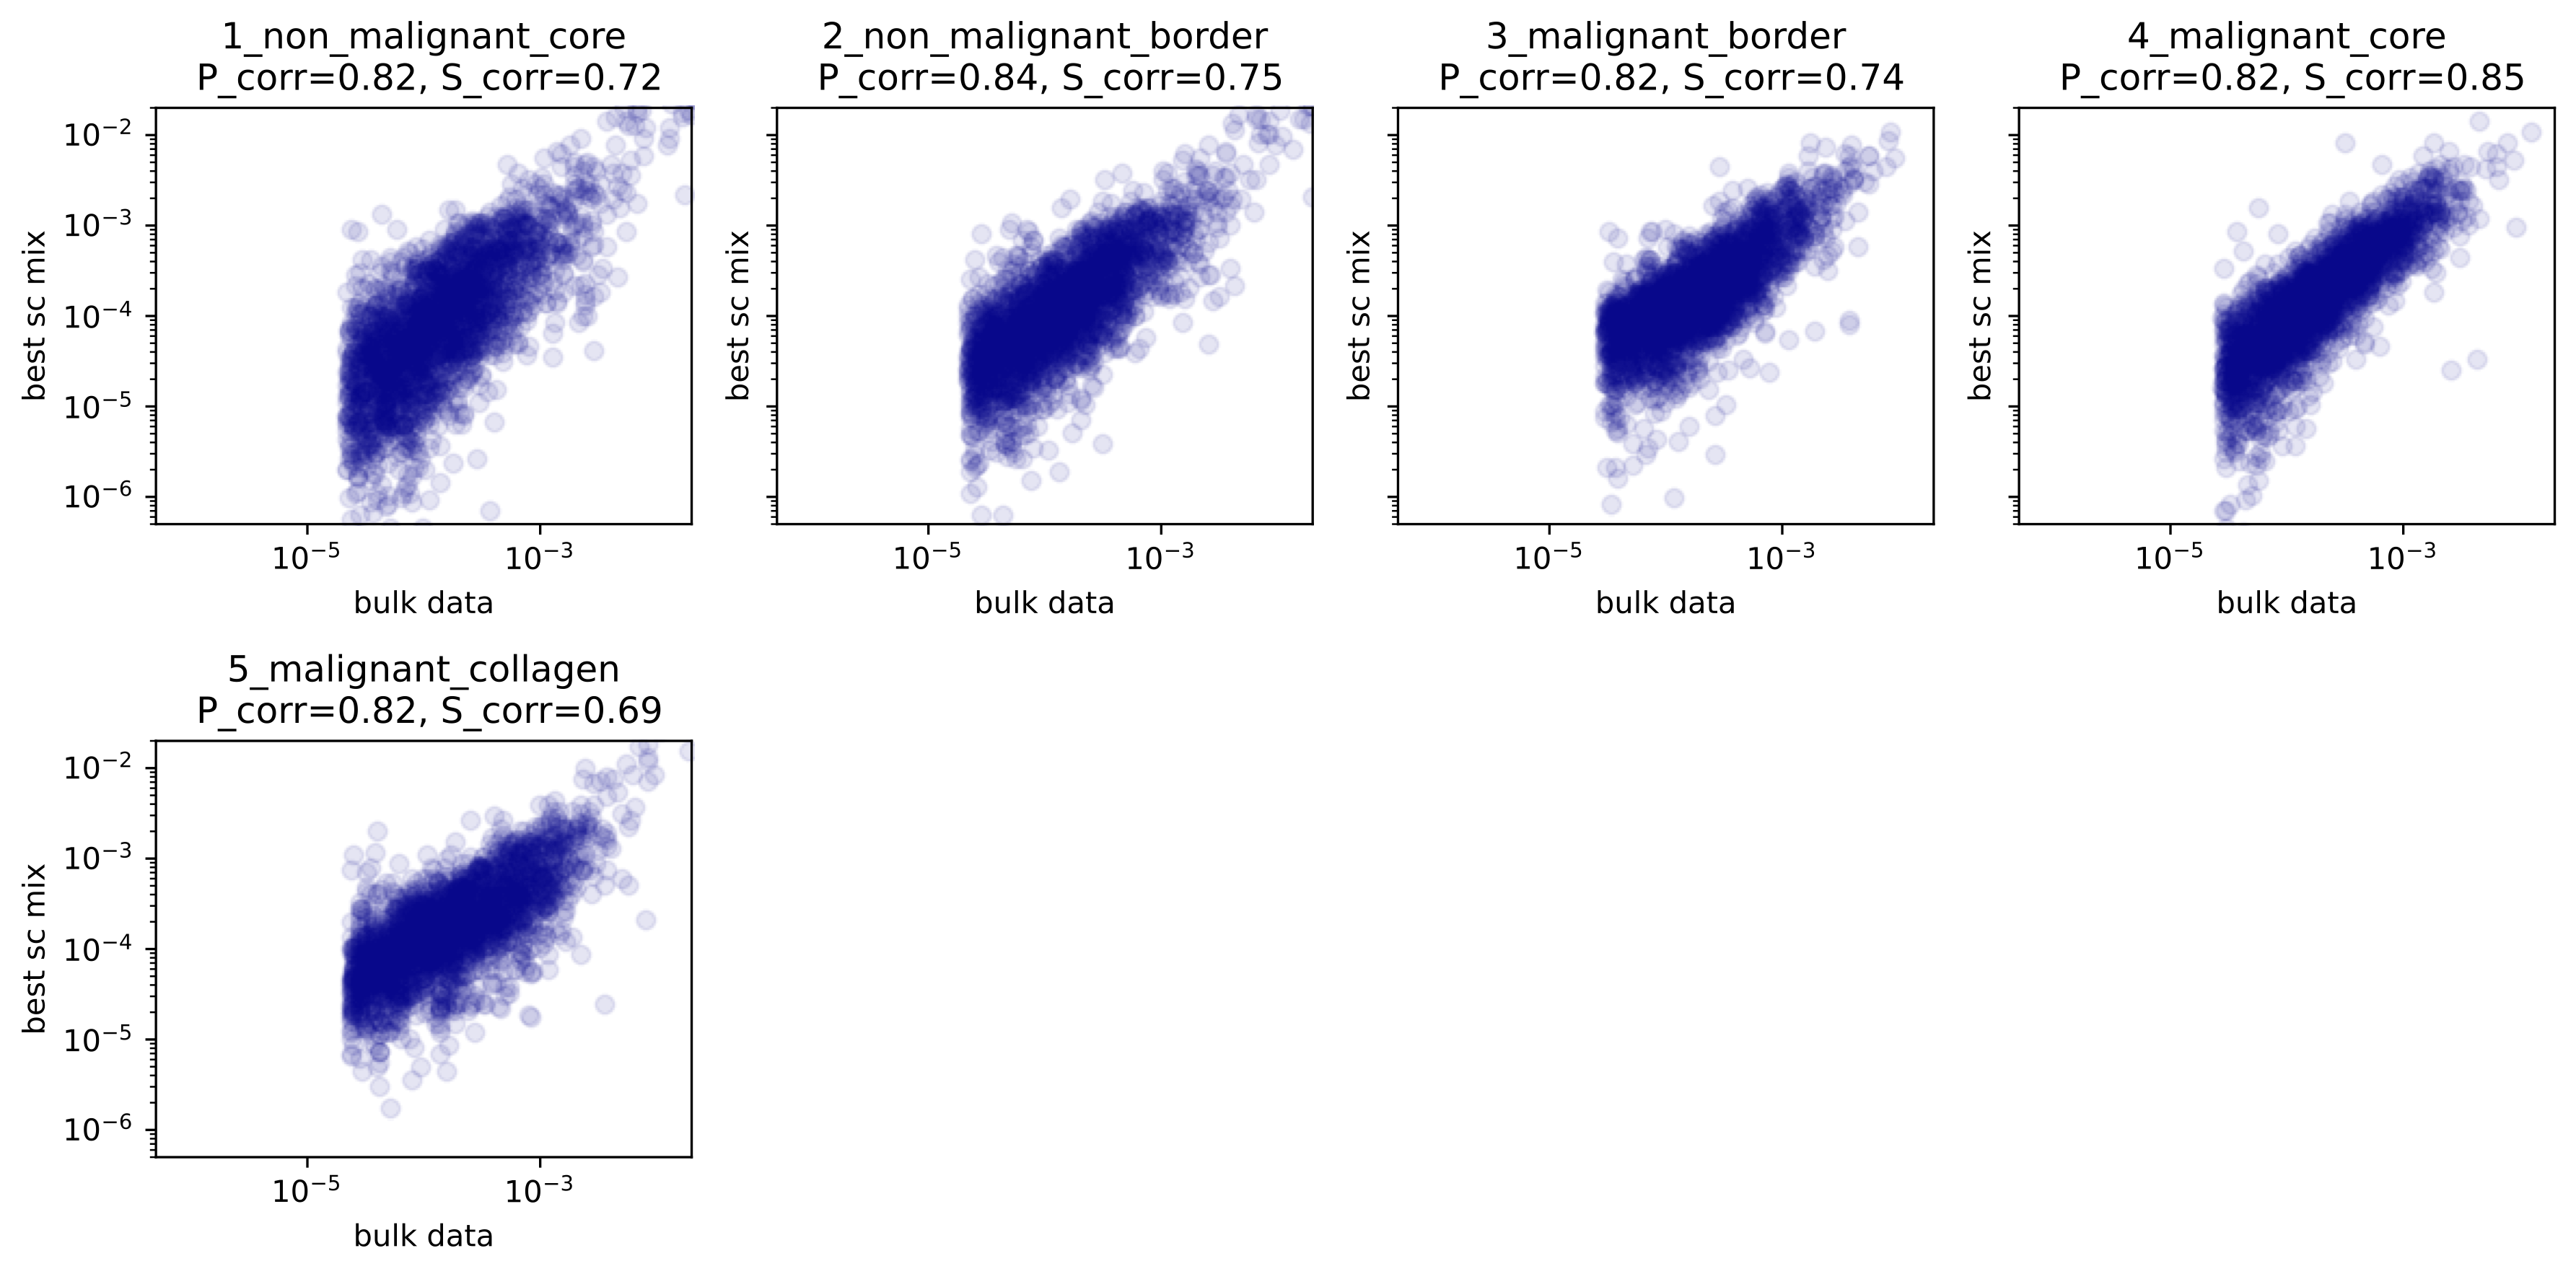 1_non_malignant_core
P_corr=0.82, S_corr=0.72
2_non_malignant_border
P_corr=0.84, S_corr=0.75
3_malignant_border
P_corr=0.82, S_corr=0.74
4_malignant_core
P_corr=0.82, S_corr=0.85
best sc mix
10⁻²
10⁻³
10⁻⁴
10⁻⁵
10⁻⁶
10⁻⁵
10⁻³
bulk data
best sc mix
10⁻⁵
10⁻³
bulk data
best sc mix
10⁻⁵
10⁻³
bulk data
best sc mix
10⁻⁵
10⁻³
bulk data
5_malignant_collagen
P_corr=0.82, S_corr=0.69
best sc mix
10⁻²
10⁻³
10⁻⁴
10⁻⁵
10⁻⁶
10⁻⁵
10⁻³
bulk data